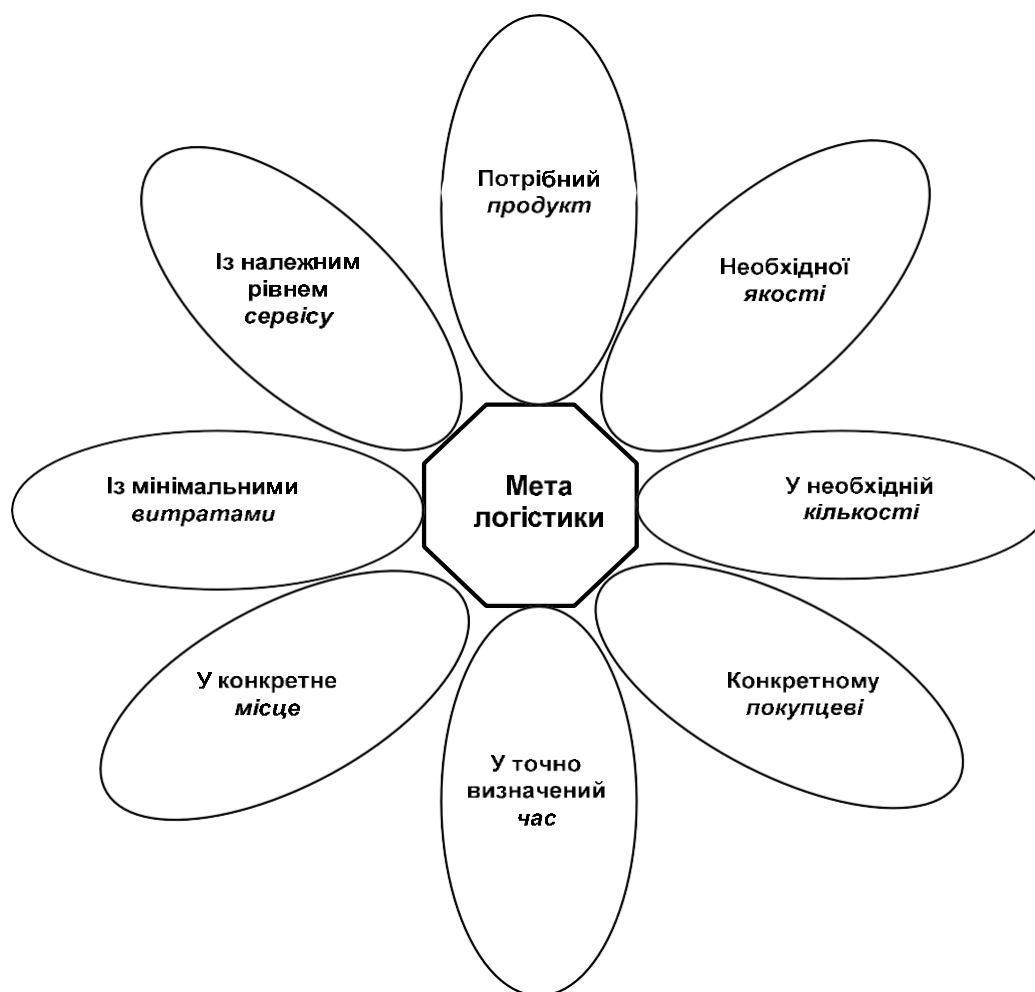 Потрібний
продукт
Необхідної
якості
Із належним
рівнем
сервісу
Із мінімальними
витратами
Мета
логістики
У необхідній
кількості
У конкретне
місце
Конкретному
покупцеві
У точно
визначений
час